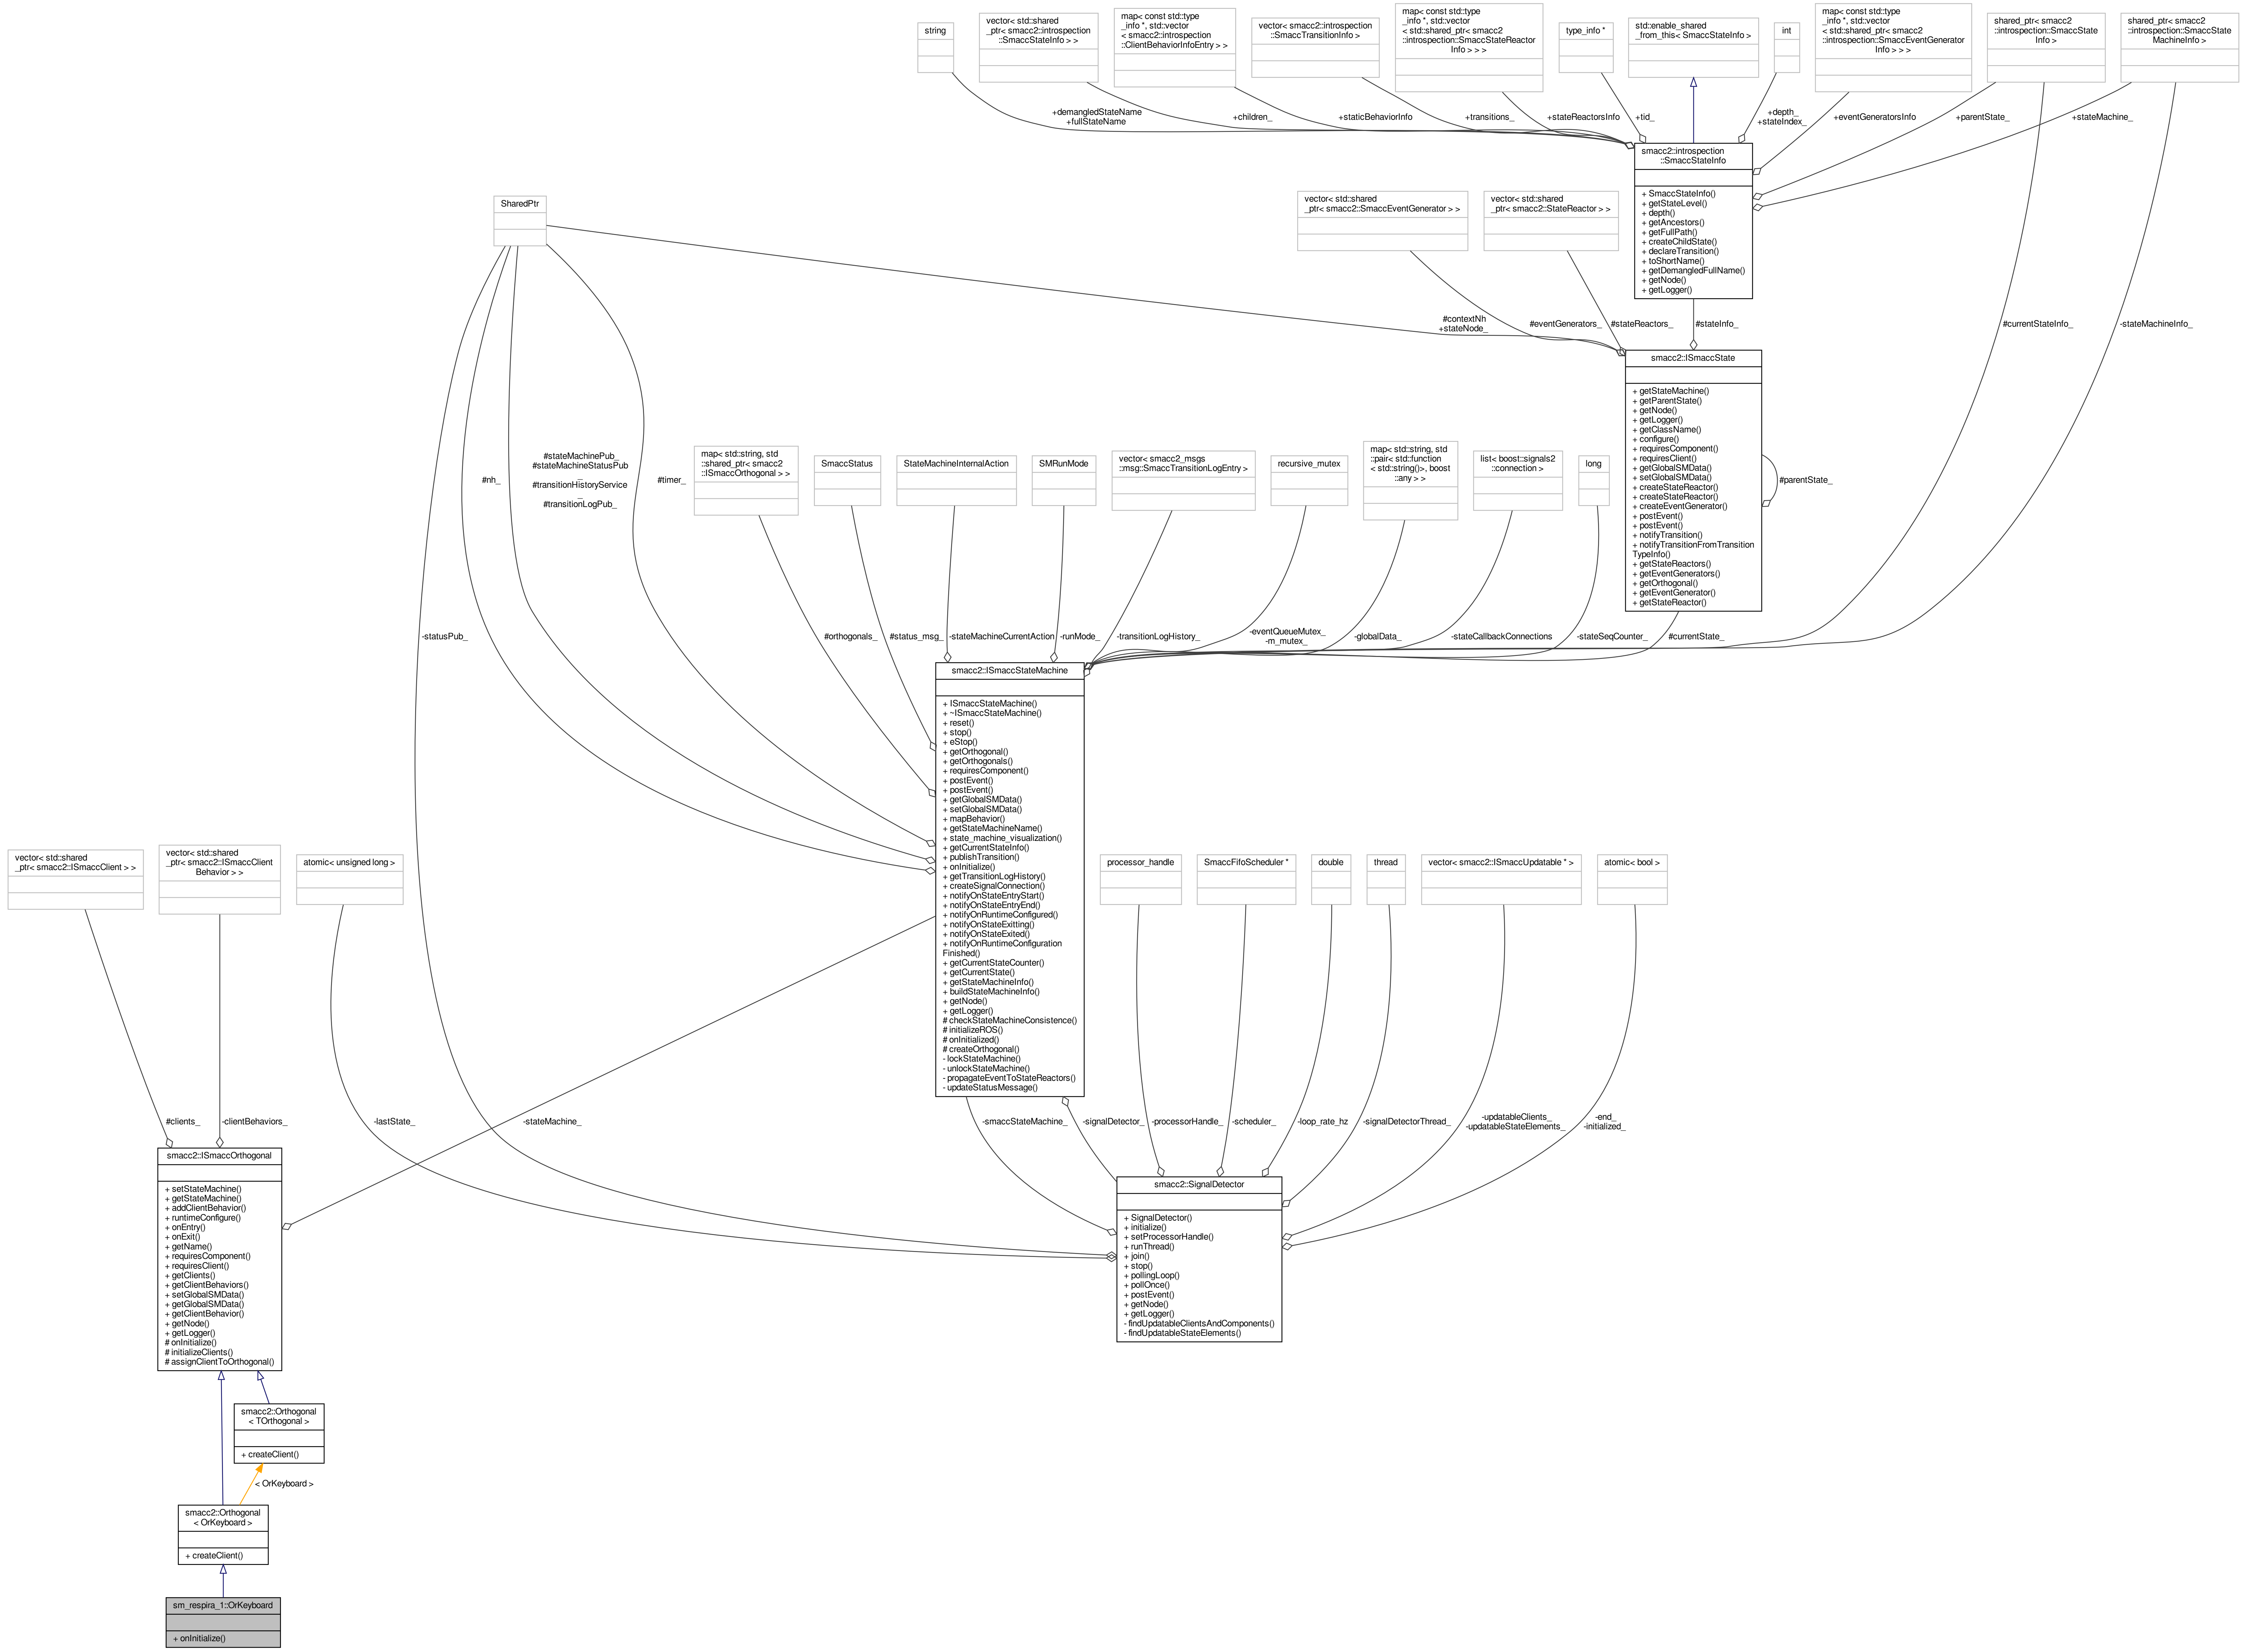 string
vector< std::shared
_ptr< smacc2::introspection
::SmaccStateInfo > >
map< const std::type
_info *, std::vector
< smacc2::introspection
::ClientBehaviorInfoEntry > >
vector< smacc2::introspection
::SmaccTransitionInfo >
map< const std::type
_info *, std::vector
< std::shared_ptr< smacc2
::introspection::SmaccStateReactor
Info > > >
type_info *
std::enable_shared
_from_this< SmaccStateInfo >
int
map< const std::type
_info *, std::vector
< std::shared_ptr< smacc2
::introspection::SmaccEventGenerator
Info > > >
shared_ptr< smacc2
::introspection::SmaccState
Info >
shared_ptr< smacc2
::introspection::SmaccState
MachineInfo >
+demangledStateName
+fullStateName
+children_
+staticBehaviorInfo
+transitions_
+stateReactorsInfo
+tid_
+depth_
+stateIndex_
+eventGeneratorsInfo
+parentState_
+stateMachine_
smacc2::introspection
::SmaccStateInfo
+ SmaccStateInfo()
+ getStateLevel()
+ depth()
+ getAncestors()
+ getFullPath()
+ createChildState()
+ declareTransition()
+ toShortName()
+ getDemangledFullName()
+ getNode()
+ getLogger()
SharedPtr
vector< std::shared
_ptr< smacc2::SmaccEventGenerator > >
vector< std::shared
_ptr< smacc2::StateReactor > >
#contextNh
+stateNode_
#eventGenerators_
#stateReactors_
#stateInfo_
#currentStateInfo_
-stateMachineInfo_
smacc2::ISmaccState
+ getStateMachine()
+ getParentState()
+ getNode()
+ getLogger()
+ getClassName()
+ configure()
+ requiresComponent()
+ requiresClient()
+ getGlobalSMData()
+ setGlobalSMData()
+ createStateReactor()
+ createStateReactor()
+ createEventGenerator()
+ postEvent()
+ postEvent()
+ notifyTransition()
+ notifyTransitionFromTransition
TypeInfo()
+ getStateReactors()
+ getEventGenerators()
+ getOrthogonal()
+ getEventGenerator()
+ getStateReactor()
#parentState_
#nh_
#stateMachinePub_
#stateMachineStatusPub
_
#transitionHistoryService
_
#transitionLogPub_
#timer_
map< std::string, std
::shared_ptr< smacc2
::ISmaccOrthogonal > >
SmaccStatus
StateMachineInternalAction
SMRunMode
vector< smacc2_msgs
::msg::SmaccTransitionLogEntry >
recursive_mutex
map< std::string, std
::pair< std::function
< std::string()>, boost
::any > >
list< boost::signals2
::connection >
long
-statusPub_
#orthogonals_
#status_msg_
-stateMachineCurrentAction
-runMode_
-transitionLogHistory_
-eventQueueMutex_
-m_mutex_
-globalData_
-stateCallbackConnections
-stateSeqCounter_
#currentState_
smacc2::ISmaccStateMachine
+ ISmaccStateMachine()
+ ~ISmaccStateMachine()
+ reset()
+ stop()
+ eStop()
+ getOrthogonal()
+ getOrthogonals()
+ requiresComponent()
+ postEvent()
+ postEvent()
+ getGlobalSMData()
+ setGlobalSMData()
+ mapBehavior()
+ getStateMachineName()
+ state_machine_visualization()
+ getCurrentStateInfo()
+ publishTransition()
+ onInitialize()
+ getTransitionLogHistory()
+ createSignalConnection()
+ notifyOnStateEntryStart()
+ notifyOnStateEntryEnd()
+ notifyOnRuntimeConfigured()
+ notifyOnStateExitting()
+ notifyOnStateExited()
+ notifyOnRuntimeConfiguration
Finished()
+ getCurrentStateCounter()
+ getCurrentState()
+ getStateMachineInfo()
+ buildStateMachineInfo()
+ getNode()
+ getLogger()
# checkStateMachineConsistence()
# initializeROS()
# onInitialized()
# createOrthogonal()
- lockStateMachine()
- unlockStateMachine()
- propagateEventToStateReactors()
- updateStatusMessage()
vector< std::shared
_ptr< smacc2::ISmaccClient > >
vector< std::shared
_ptr< smacc2::ISmaccClient
Behavior > >
atomic< unsigned long >
processor_handle
SmaccFifoScheduler *
double
thread
vector< smacc2::ISmaccUpdatable * >
atomic< bool >
#clients_
-clientBehaviors_
-lastState_
-stateMachine_
-smaccStateMachine_
-signalDetector_
-processorHandle_
-scheduler_
-loop_rate_hz
-signalDetectorThread_
-updatableClients_
-updatableStateElements_
-end_
-initialized_
smacc2::ISmaccOrthogonal
+ setStateMachine()
+ getStateMachine()
+ addClientBehavior()
+ runtimeConfigure()
+ onEntry()
+ onExit()
+ getName()
+ requiresComponent()
+ requiresClient()
+ getClients()
+ getClientBehaviors()
+ setGlobalSMData()
+ getGlobalSMData()
+ getClientBehavior()
+ getNode()
+ getLogger()
# onInitialize()
# initializeClients()
# assignClientToOrthogonal()
smacc2::SignalDetector
+ SignalDetector()
+ initialize()
+ setProcessorHandle()
+ runThread()
+ join()
+ stop()
+ pollingLoop()
+ pollOnce()
+ postEvent()
+ getNode()
+ getLogger()
- findUpdatableClientsAndComponents()
- findUpdatableStateElements()
smacc2::Orthogonal
< TOrthogonal >
+ createClient()
< OrKeyboard >
smacc2::Orthogonal
< OrKeyboard >
+ createClient()
sm_respira_1::OrKeyboard
+ onInitialize()